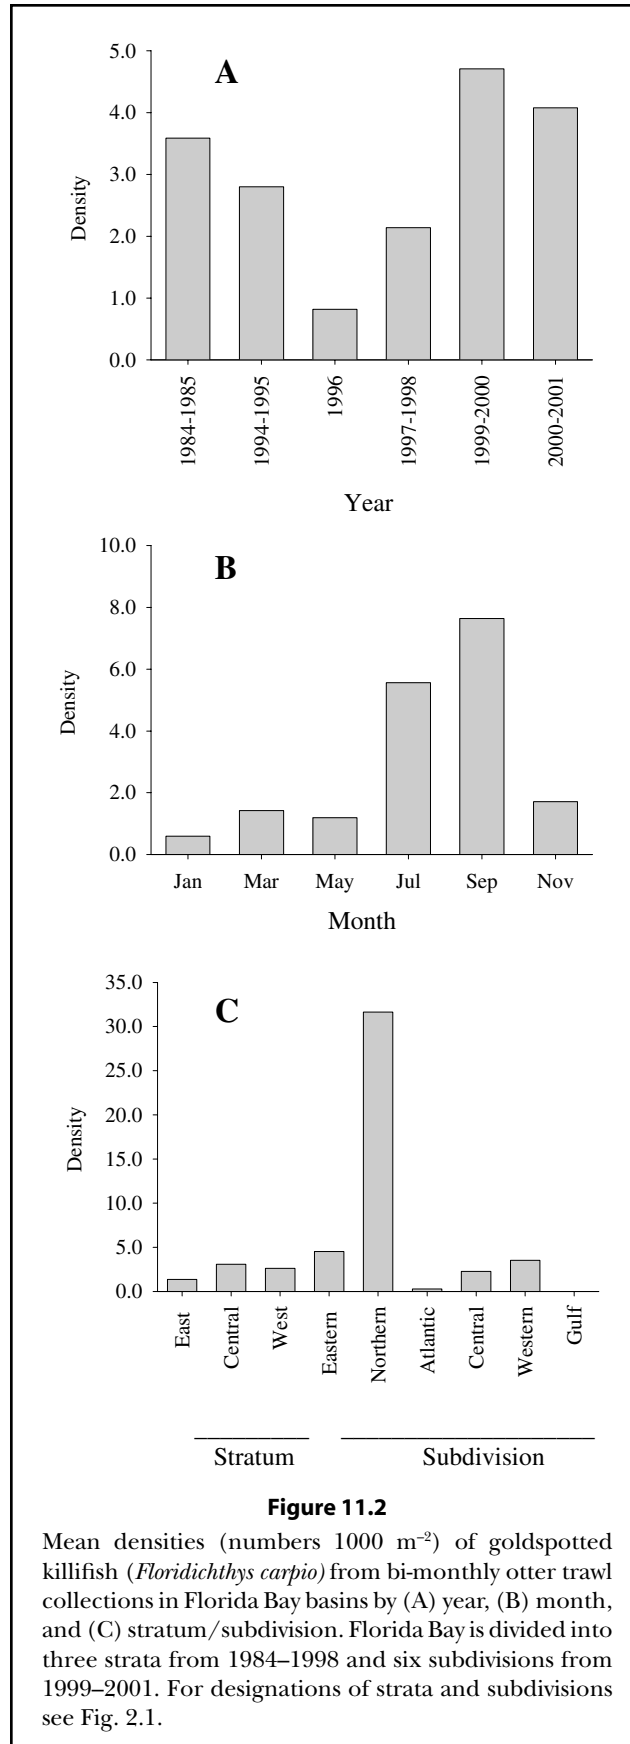 A
5.0
4.0
3.0
2.0
1.0
0.0
Density
1984-1985
1994-1995
1996
1997-1998
1999-2000
2000-2001
Year
B
10.0
8.0
6.0
4.0
2.0
0.0
Density
Jan Mar May Jul Sep Nov
Month
C
35.0
30.0
25.0
20.0
15.0
10.0
5.0
0.0
Density
East
Central
West
Eastern
Northern
Atlantic
Central
Western
Gulf
Stratum Subdivision
Figure 11.2
Mean densities (numbers 1000 m⁻²) of goldspotted
killifish (Floridichthys carpio) from bi-monthly otter trawl
collections in Florida Bay basins by (A) year, (B) month,
and (C) stratum/subdivision. Florida Bay is divided into
three strata from 1984–1998 and six subdivisions from
1999–2001. For designations of strata and subdivisions
see Fig. 2.1.